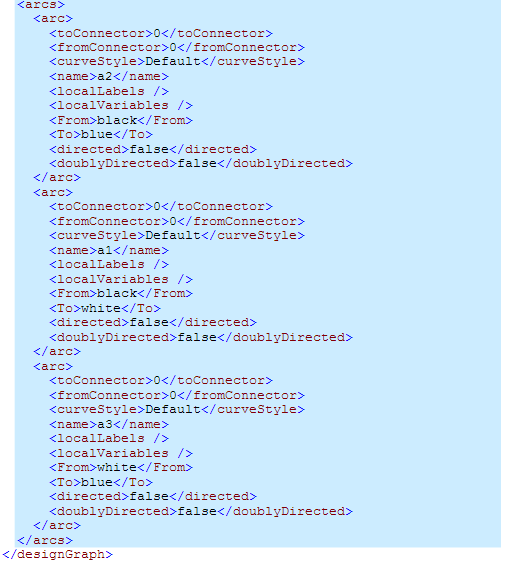 <arcs>
<arc>
<toConnector>0</toConnector>
<fromConnector>0</fromConnector>
<curveStyle>Default</curveStyle>
<name>a2</name>
<localLabels />
<localVariables />
<From>black</From>
<To>blue</To>
<directed>false</directed>
<doublyDirected>false</doublyDirected>
</arc>
<arc>
<toConnector>0</toConnector>
<fromConnector>0</fromConnector>
<curveStyle>Default</curveStyle>
<name>a1</name>
<localLabels />
<localVariables />
<From>black</From>
<To>white</To>
<directed>false</directed>
<doublyDirected>false</doublyDirected>
</arc>
<arc>
<toConnector>0</toConnector>
<fromConnector>0</fromConnector>
<curveStyle>Default</curveStyle>
<name>a3</name>
<localLabels />
<localVariables />
<From>white</From>
<To>blue</To>
<directed>false</directed>
<doublyDirected>false</doublyDirected>
</arc>
</arcs>
</designGraph>